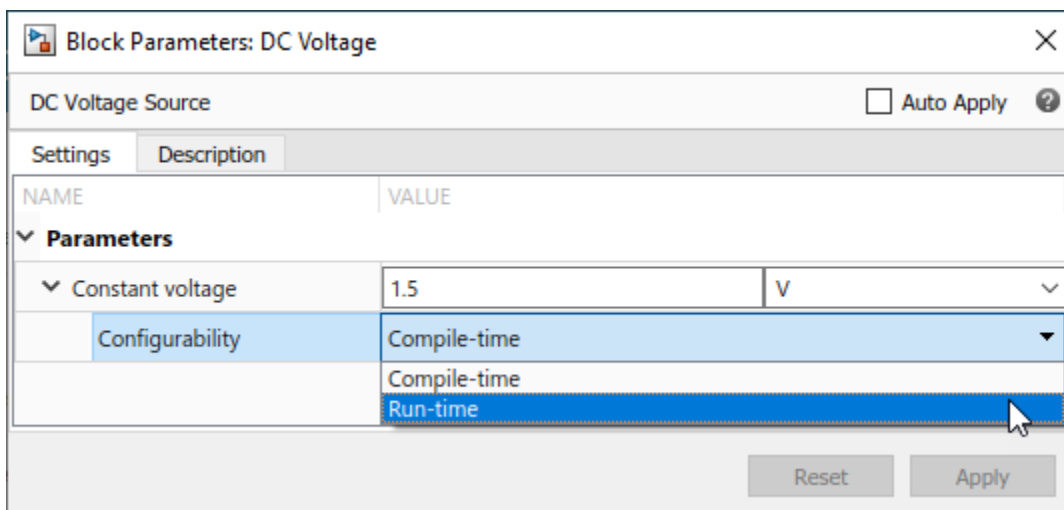 Block Parameters: DC Voltage
DC Voltage Source Auto Apply
Settings Description
NAME VALUE
Parameters
Constant voltage 1.5 V
Configurability Compile-time
Compile-time
Run-time
Reset Apply